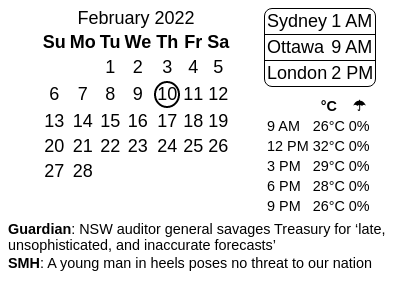 February 2022
Su Mo Tu We Th Fr Sa
1 2 3 4 5
6 7 8 9 10 11 12
13 14 15 16 17 18 19
20 21 22 23 24 25 26
27 28
Sydney 1 AM
Ottawa 9 AM
London 2 PM
°C ☂
9 AM 26°C 0%
12 PM 32°C 0%
3 PM 29°C 0%
6 PM 28°C 0%
9 PM 26°C 0%
Guardian: NSW auditor general savages Treasury for ‘late,
unsophisticated, and inaccurate forecasts’
SMH: A young man in heels poses no threat to our nation